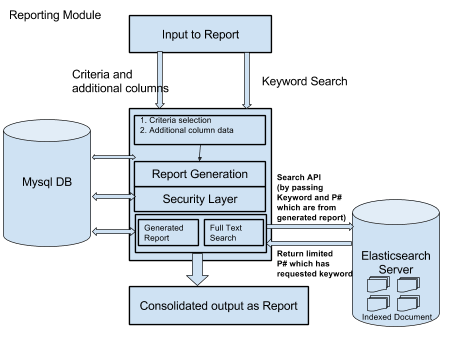 Reporting Module
Input to Report
Criteria and
additional columns
Keyword Search
1. Criteria selection
2. Additional column data
Mysql DB
Report Generation
Security Layer
Generated
Report
Full Text
Search
Search API
(by passing
Keyword and P#
which are from
generated report)
Return limited
P# which has
requested keyword
Elasticsearch
Server
Indexed Document
Consolidated output as Report